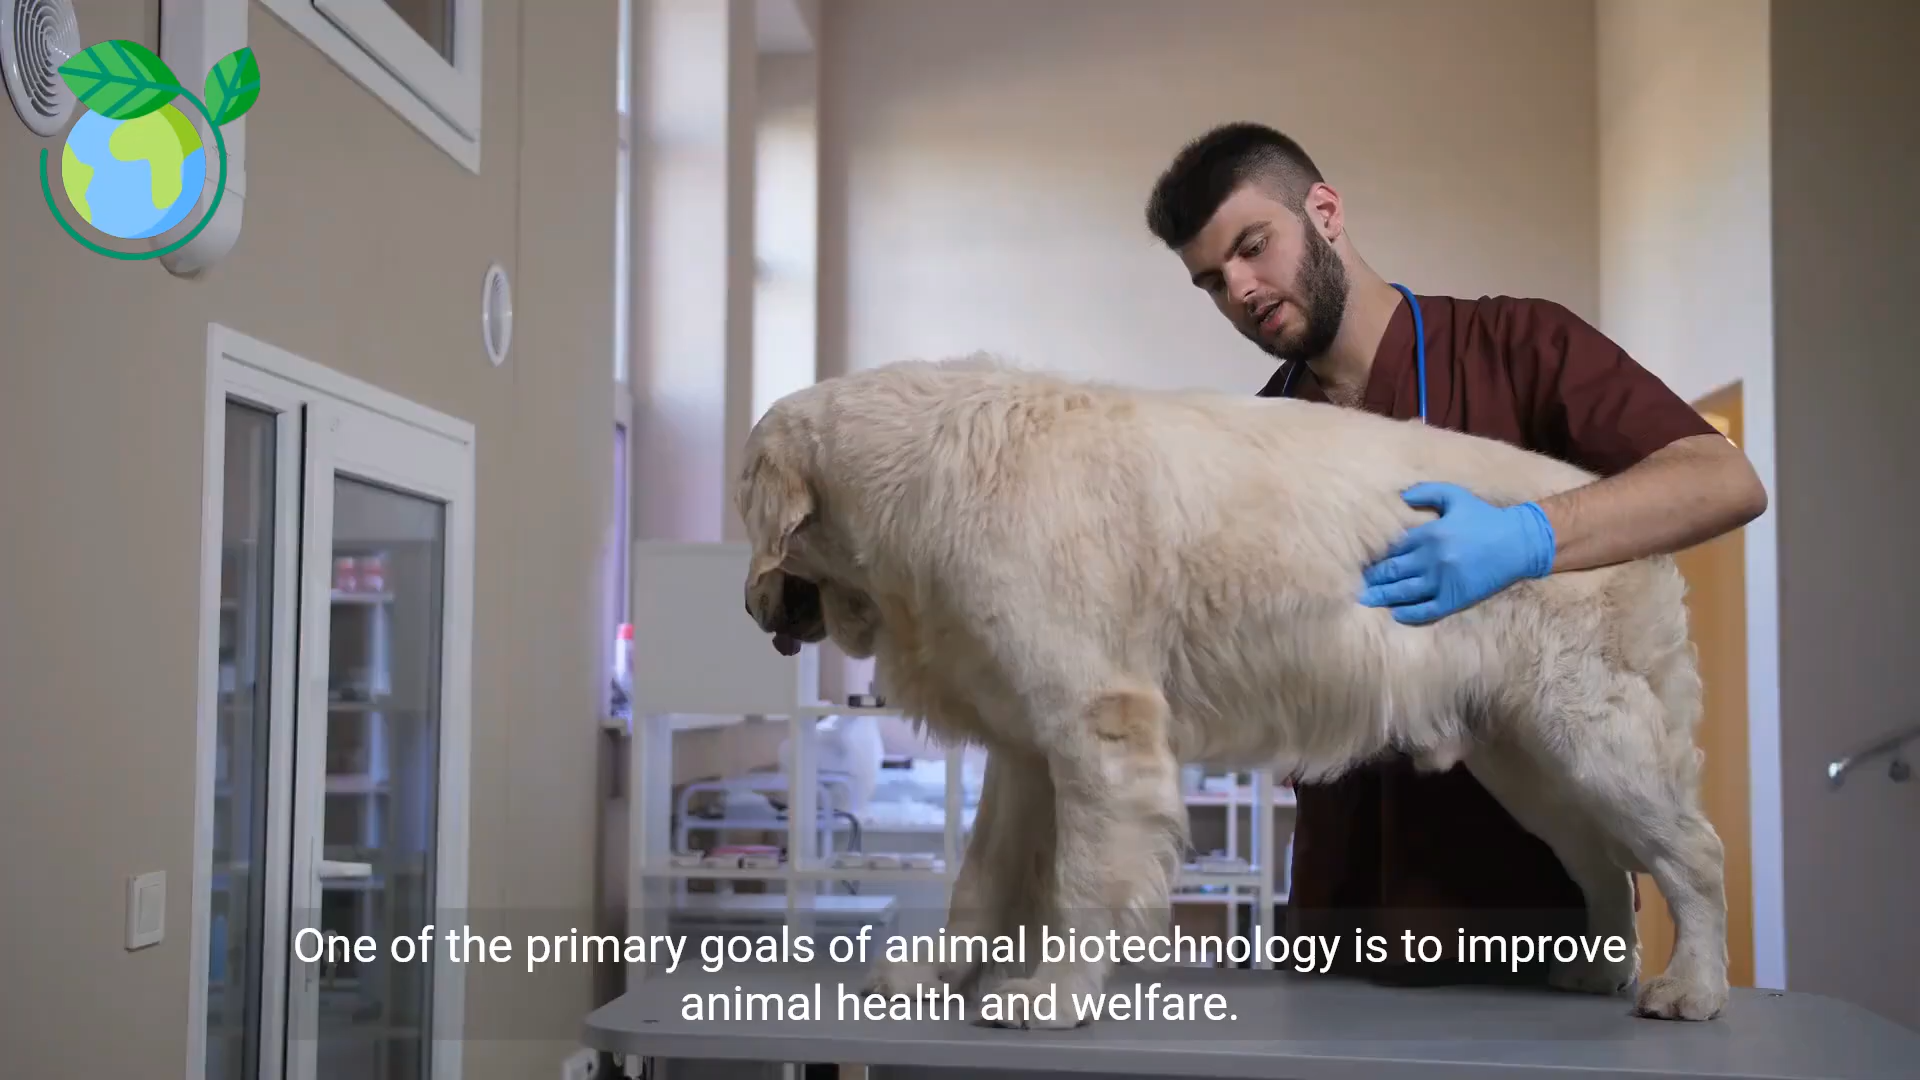 One of the primary goals of animal biotechnology is to improve
animal health and welfare.